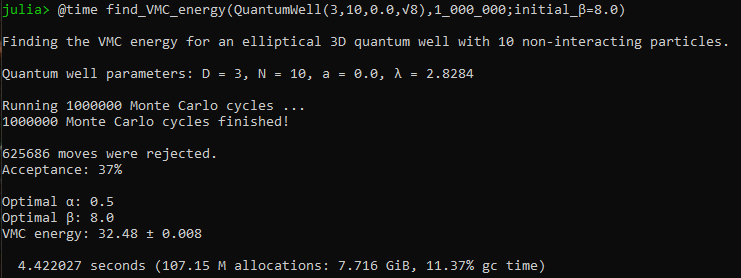 julia> @time find_VMC_energy(QuantumWell(3,10,0.0,√8),1_000_000;initial_β=8.0)
Finding the VMC energy for an elliptical 3D quantum well with 10 non-interacting particles.
Quantum well parameters: D = 3, N = 10, a = 0.0, λ = 2.8284
Running 1000000 Monte Carlo cycles ...
1000000 Monte Carlo cycles finished!
625686 moves were rejected.
Acceptance: 37%
Optimal α: 0.5
Optimal β: 8.0
VMC energy: 32.48 ± 0.008
4.422027 seconds (107.15 M allocations: 7.716 GiB, 11.37% gc time)